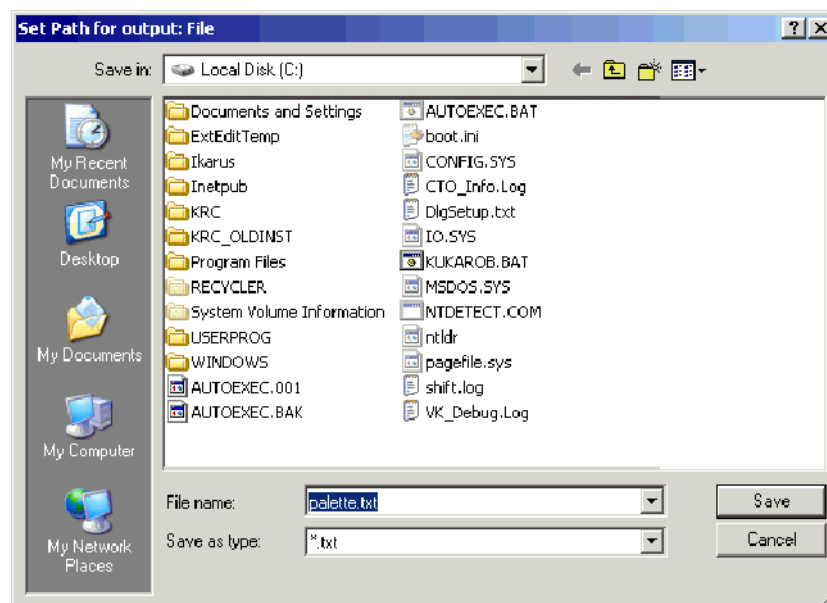 Set Path for output: File
Save in:
Local Disk (C:)
My Recent
Documents
Desktop
My Documents
My Computer
My Network
Places
Documents and Settings
ExtEditTemp
Ikarus
Inetpub
KRC
KRC_OLDINST
Program Files
RECYCLER
System Volume Information
USERPROG
WINDOWS
AUTOEXEC.001
AUTOEXEC.BAK
AUTOEXEC.BAT
boot.ini
CONFIG.SYS
CTO_Info.Log
DlgSetup.txt
IO.SYS
KUKAROB.BAT
MSDOS.SYS
NTDETECT.COM
ntldr
pagefile.sys
shift.log
VK_Debug.Log
File name:
palette.txt
Save
Save as type:
*.txt
Cancel